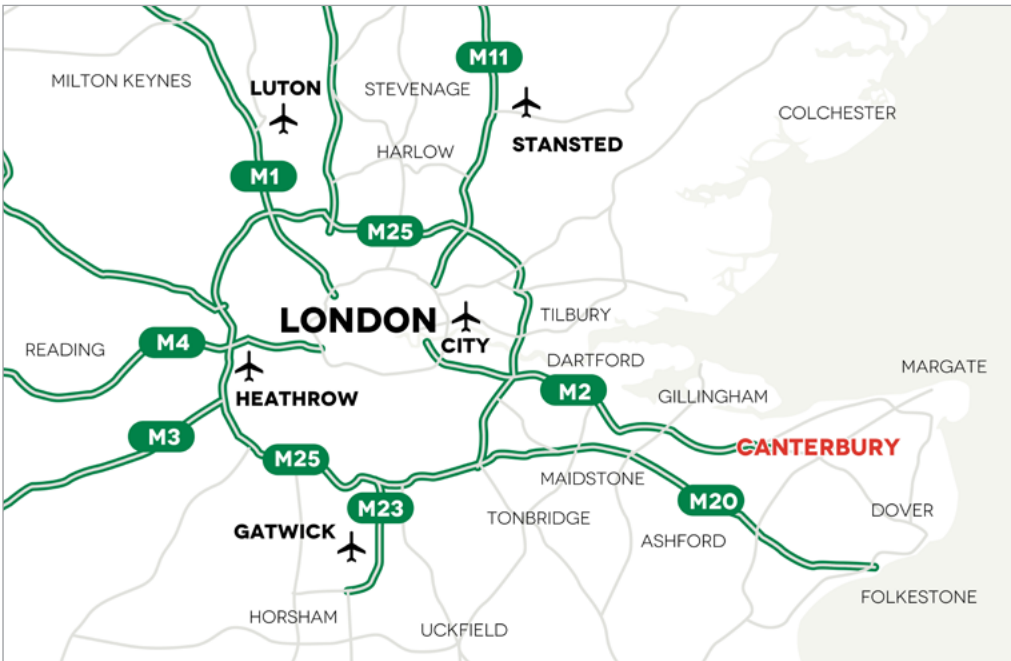 M11
MILTON KEYNES
LUTON
STEVENAGE
COLCHESTER
STANSTED
HARLOW
M1
M25
LONDON
TILBURY
CITY
M4
READING
DARTFORD
MARGATE
HEATHROW
M2
GILLINGHAM
M3
CANTERBURY
M25
MAIDSTONE
M23
M20
DOVER
TONBRIDGE
GATWICK
ASHFORD
FOLKESTONE
HORSHAM
UCKFIELD